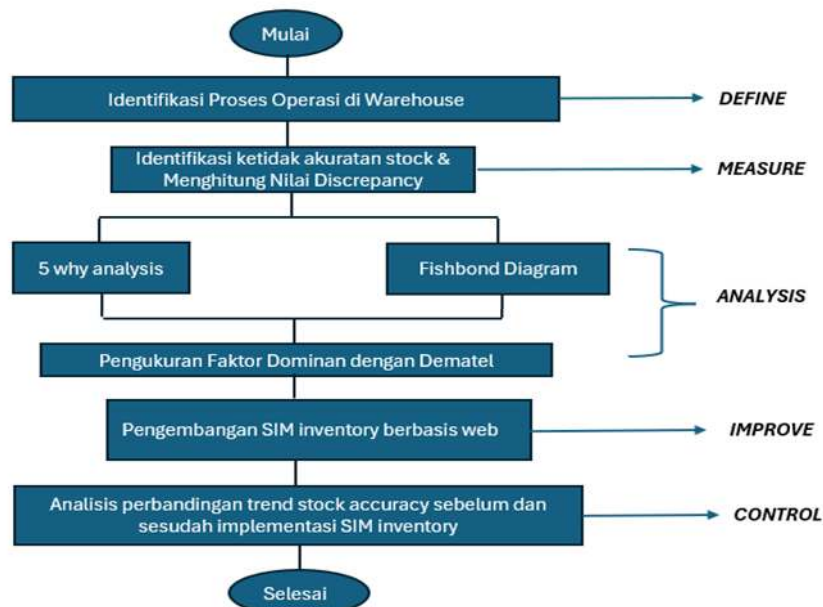 Mulai
Identifikasi Proses Operasi di Warehouse
DEFINE
Identifikasi ketidak akuratan stock &
Menghitung Nilai Discrepancy
MEASURE
5 why analysis
Fishbond Diagram
ANALYSIS
Pengukuran Faktor Dominan dengan Dematel
Pengembangan SIM inventory berbasis web
IMPROVE
Analisis perbandingan trend stock accuracy sebelum dan
sesudah implementasi SIM inventory
CONTROL
Selesai